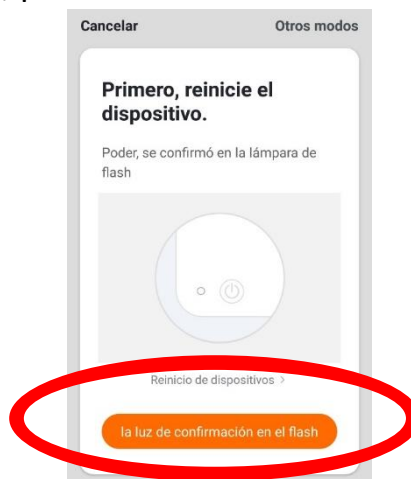 Cancelar
Otros modos
Primero, reinicie el
dispositivo.
Poder, se confirmó en la lámpara de
flash
Reinicio de dispositivos >
la luz de confirmación en el flash